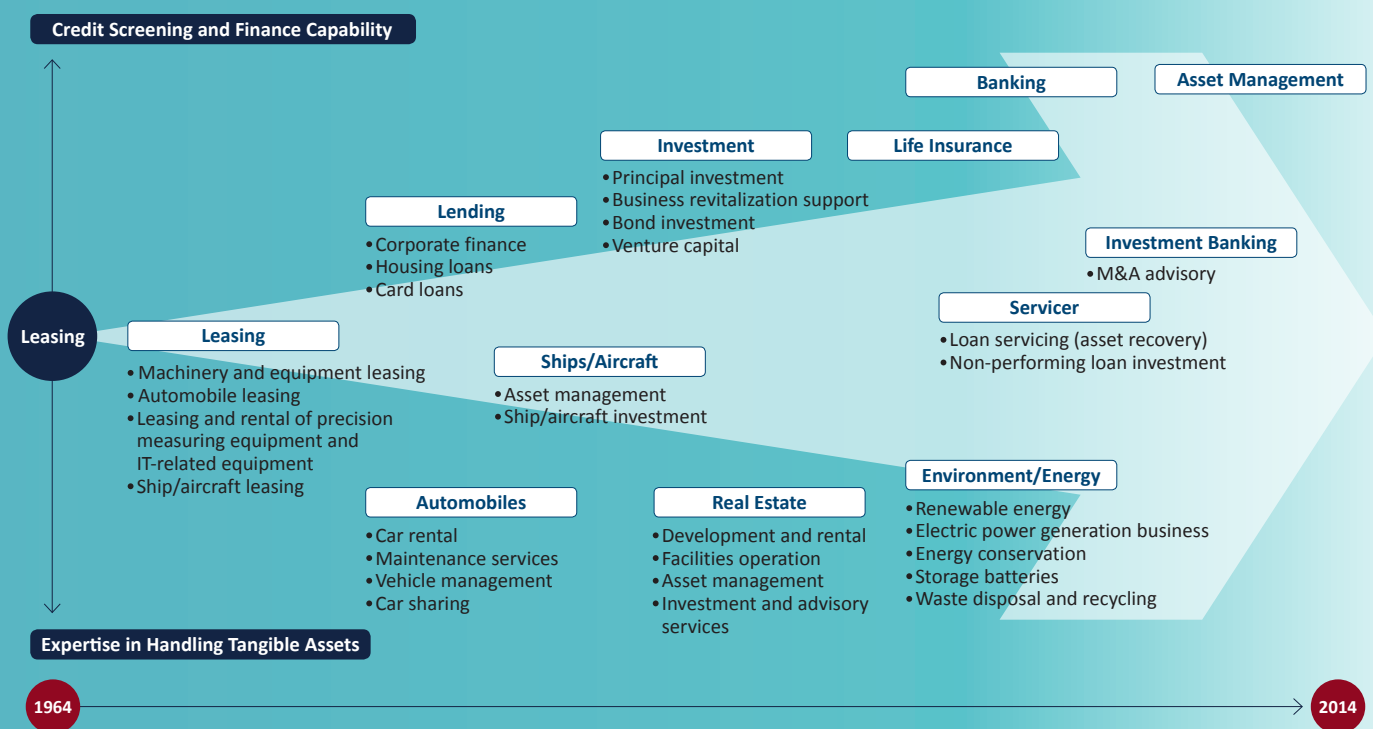 Credit Screening and Finance Capability
Banking
Asset Management
Investment
• Principal investment
• Business revitalization support
• Bond investment
• Venture capital
Life Insurance
Lending
• Corporate finance
• Housing loans
• Card loans
Investment Banking
• M&A advisory
Servicer
• Loan servicing (asset recovery)
• Non-performing loan investment
Leasing
Leasing
• Machinery and equipment leasing
• Automobile leasing
• Leasing and rental of precision
measuring equipment and
IT-related equipment
• Ship/aircraft leasing
Ships/Aircraft
• Asset management
• Ship/aircraft investment
Automobiles
• Car rental
• Maintenance services
• Vehicle management
• Car sharing
Real Estate
• Development and rental
• Facilities operation
• Asset management
• Investment and advisory
services
Environment/Energy
• Renewable energy
• Electric power generation business
• Energy conservation
• Storage batteries
• Waste disposal and recycling
Expertise in Handling Tangible Assets
1964
2014